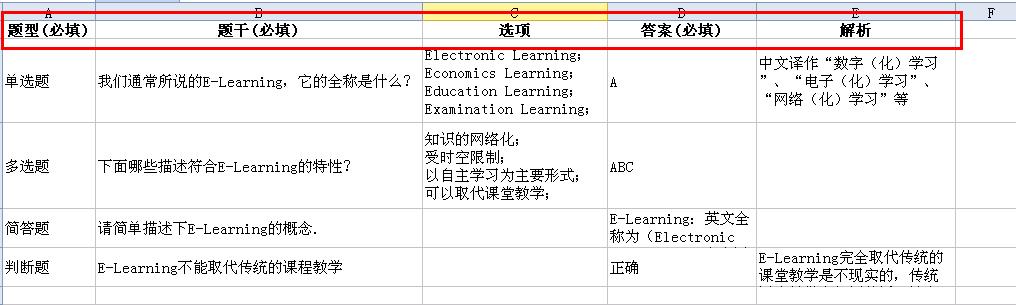 A B C D E F
题型(必填) 题干(必填) 选项 答案(必填) 解析
单选题 我们通常所说的E-Learning，它的全称是什么？
Electronic Learning;
Economics Learning;
Education Learning;
Examination Learning;
A
中文译作“数字（化）学习
”、“电子（化）学习”、
“网络（化）学习”等
多选题 下面哪些描述符合E-Learning的特性？
知识的网络化;
受时空限制;
以自主学习为主要形式;
可以取代课堂教学;
ABC
简答题 请简单描述下E-Learning的概念.
E-Learning：英文全
称为（Electronic
判断题 E-Learning不能取代传统的课程教学 正确
E-Learning完全取代传统的
课堂教学是不现实的，传统